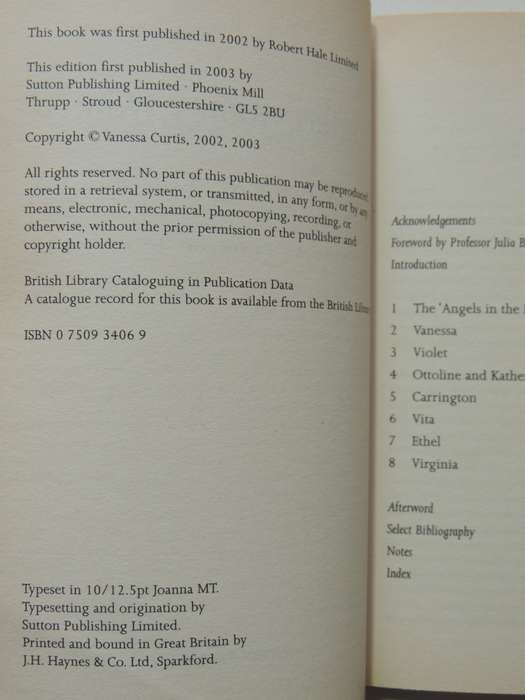 This book was first published in 2002 by Robert Hale Limited
This edition first published in 2003 by
Sutton Publishing Limited · Phoenix Mill
Thrupp · Stroud · Gloucestershire · GL5 2BU
Copyright © Vanessa Curtis, 2002, 2003
All rights reserved. No part of this publication may be reproduced,
stored in a retrieval system, or transmitted, in any form, or by any
means, electronic, mechanical, photocopying, recording, or
otherwise, without the prior permission of the publisher and
copyright holder.
British Library Cataloguing in Publication Data
A catalogue record for this book is available from the British Library
ISBN 0 7509 3406 9
Typeset in 10/12.5pt Joanna MT.
Typesetting and origination by
Sutton Publishing Limited.
Printed and bound in Great Britain by
J.H. Haynes & Co. Ltd, Sparkford.
Acknowledgements
Foreword by Professor Julia B
Introduction
1 The 'Angels in the
2 Vanessa
3 Violet
4 Ottoline and Kathe
5 Carrington
6 Vita
7 Ethel
8 Virginia
Afterword
Select Bibliography
Notes
Index